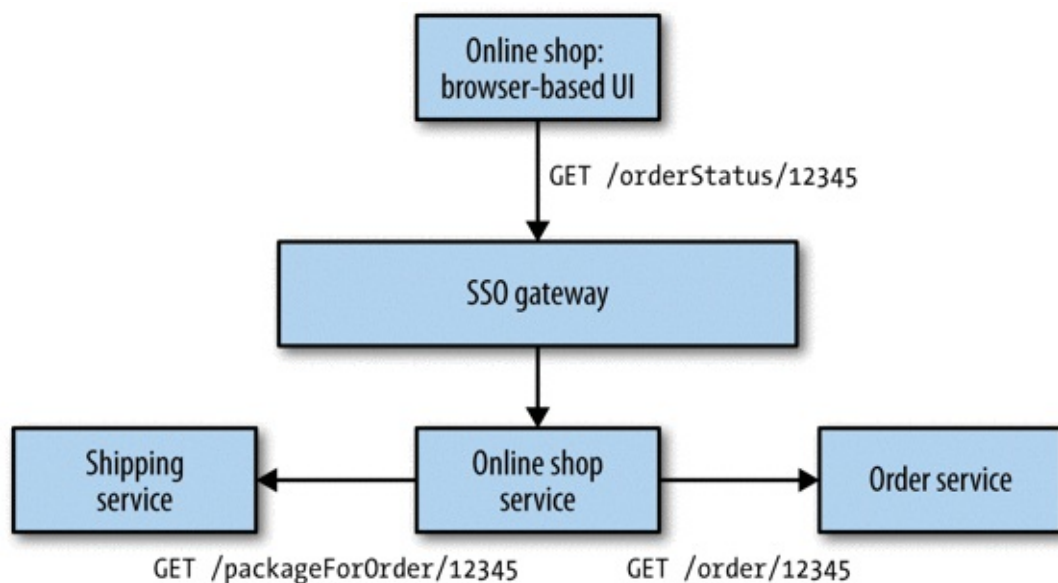 Online shop:
browser-based UI
GET /orderStatus/12345
SSO gateway
Shipping
service
Online shop
service
Order service
GET /packageForOrder/12345
GET /order/12345